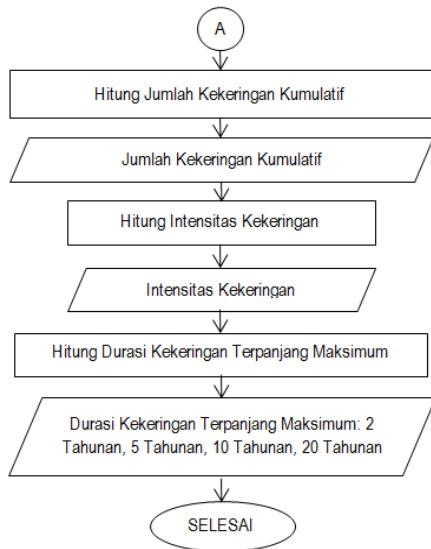 A
Hitung Jumlah Kekeringan Kumulatif
Jumlah Kekeringan Kumulatif
Hitung Intensitas Kekeringan
Intensitas Kekeringan
Hitung Durasi Kekeringan Terpanjang Maksimum
Durasi Kekeringan Terpanjang Maksimum: 2
Tahunan, 5 Tahunan, 10 Tahunan, 20 Tahunan
SELESAI